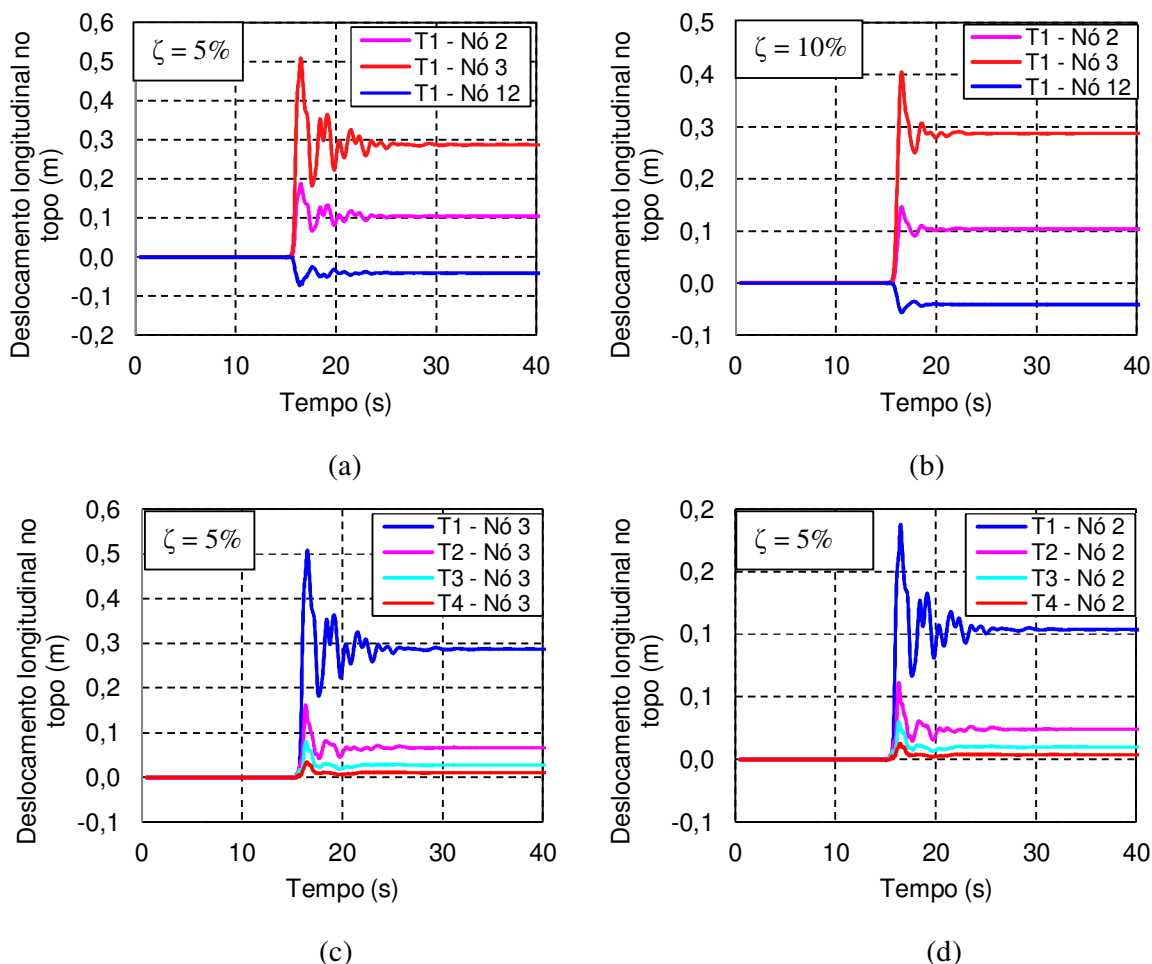 Deslocamento longitudinal no
topo (m)
0,6
0,5
0,4
0,3
0,2
0,1
0,0
-0,1
-0,2
ζ = 5%
T1 - Nó 2
T1 - Nó 3
T1 - Nó 12
0 10 20 30 40
Tempo (s)
(a)
Deslocamento longitudinal no
topo (m)
0,5
0,4
0,3
0,2
0,1
0,0
-0,1
ζ = 10%
T1 - Nó 2
T1 - Nó 3
T1 - Nó 12
0 10 20 30 40
Tempo (s)
(b)
Deslocamento longitudinal no
topo (m)
0,6
0,5
0,4
0,3
0,2
0,1
0,0
-0,1
ζ = 5%
T1 - Nó 3
T2 - Nó 3
T3 - Nó 3
T4 - Nó 3
0 10 20 30 40
Tempo (s)
(c)
Deslocamento longitudinal no
topo (m)
0,2
0,2
0,1
0,1
0,0
-0,1
ζ = 5%
T1 - Nó 2
T2 - Nó 2
T3 - Nó 2
T4 - Nó 2
0 10 20 30 40
Tempo (s)
(d)